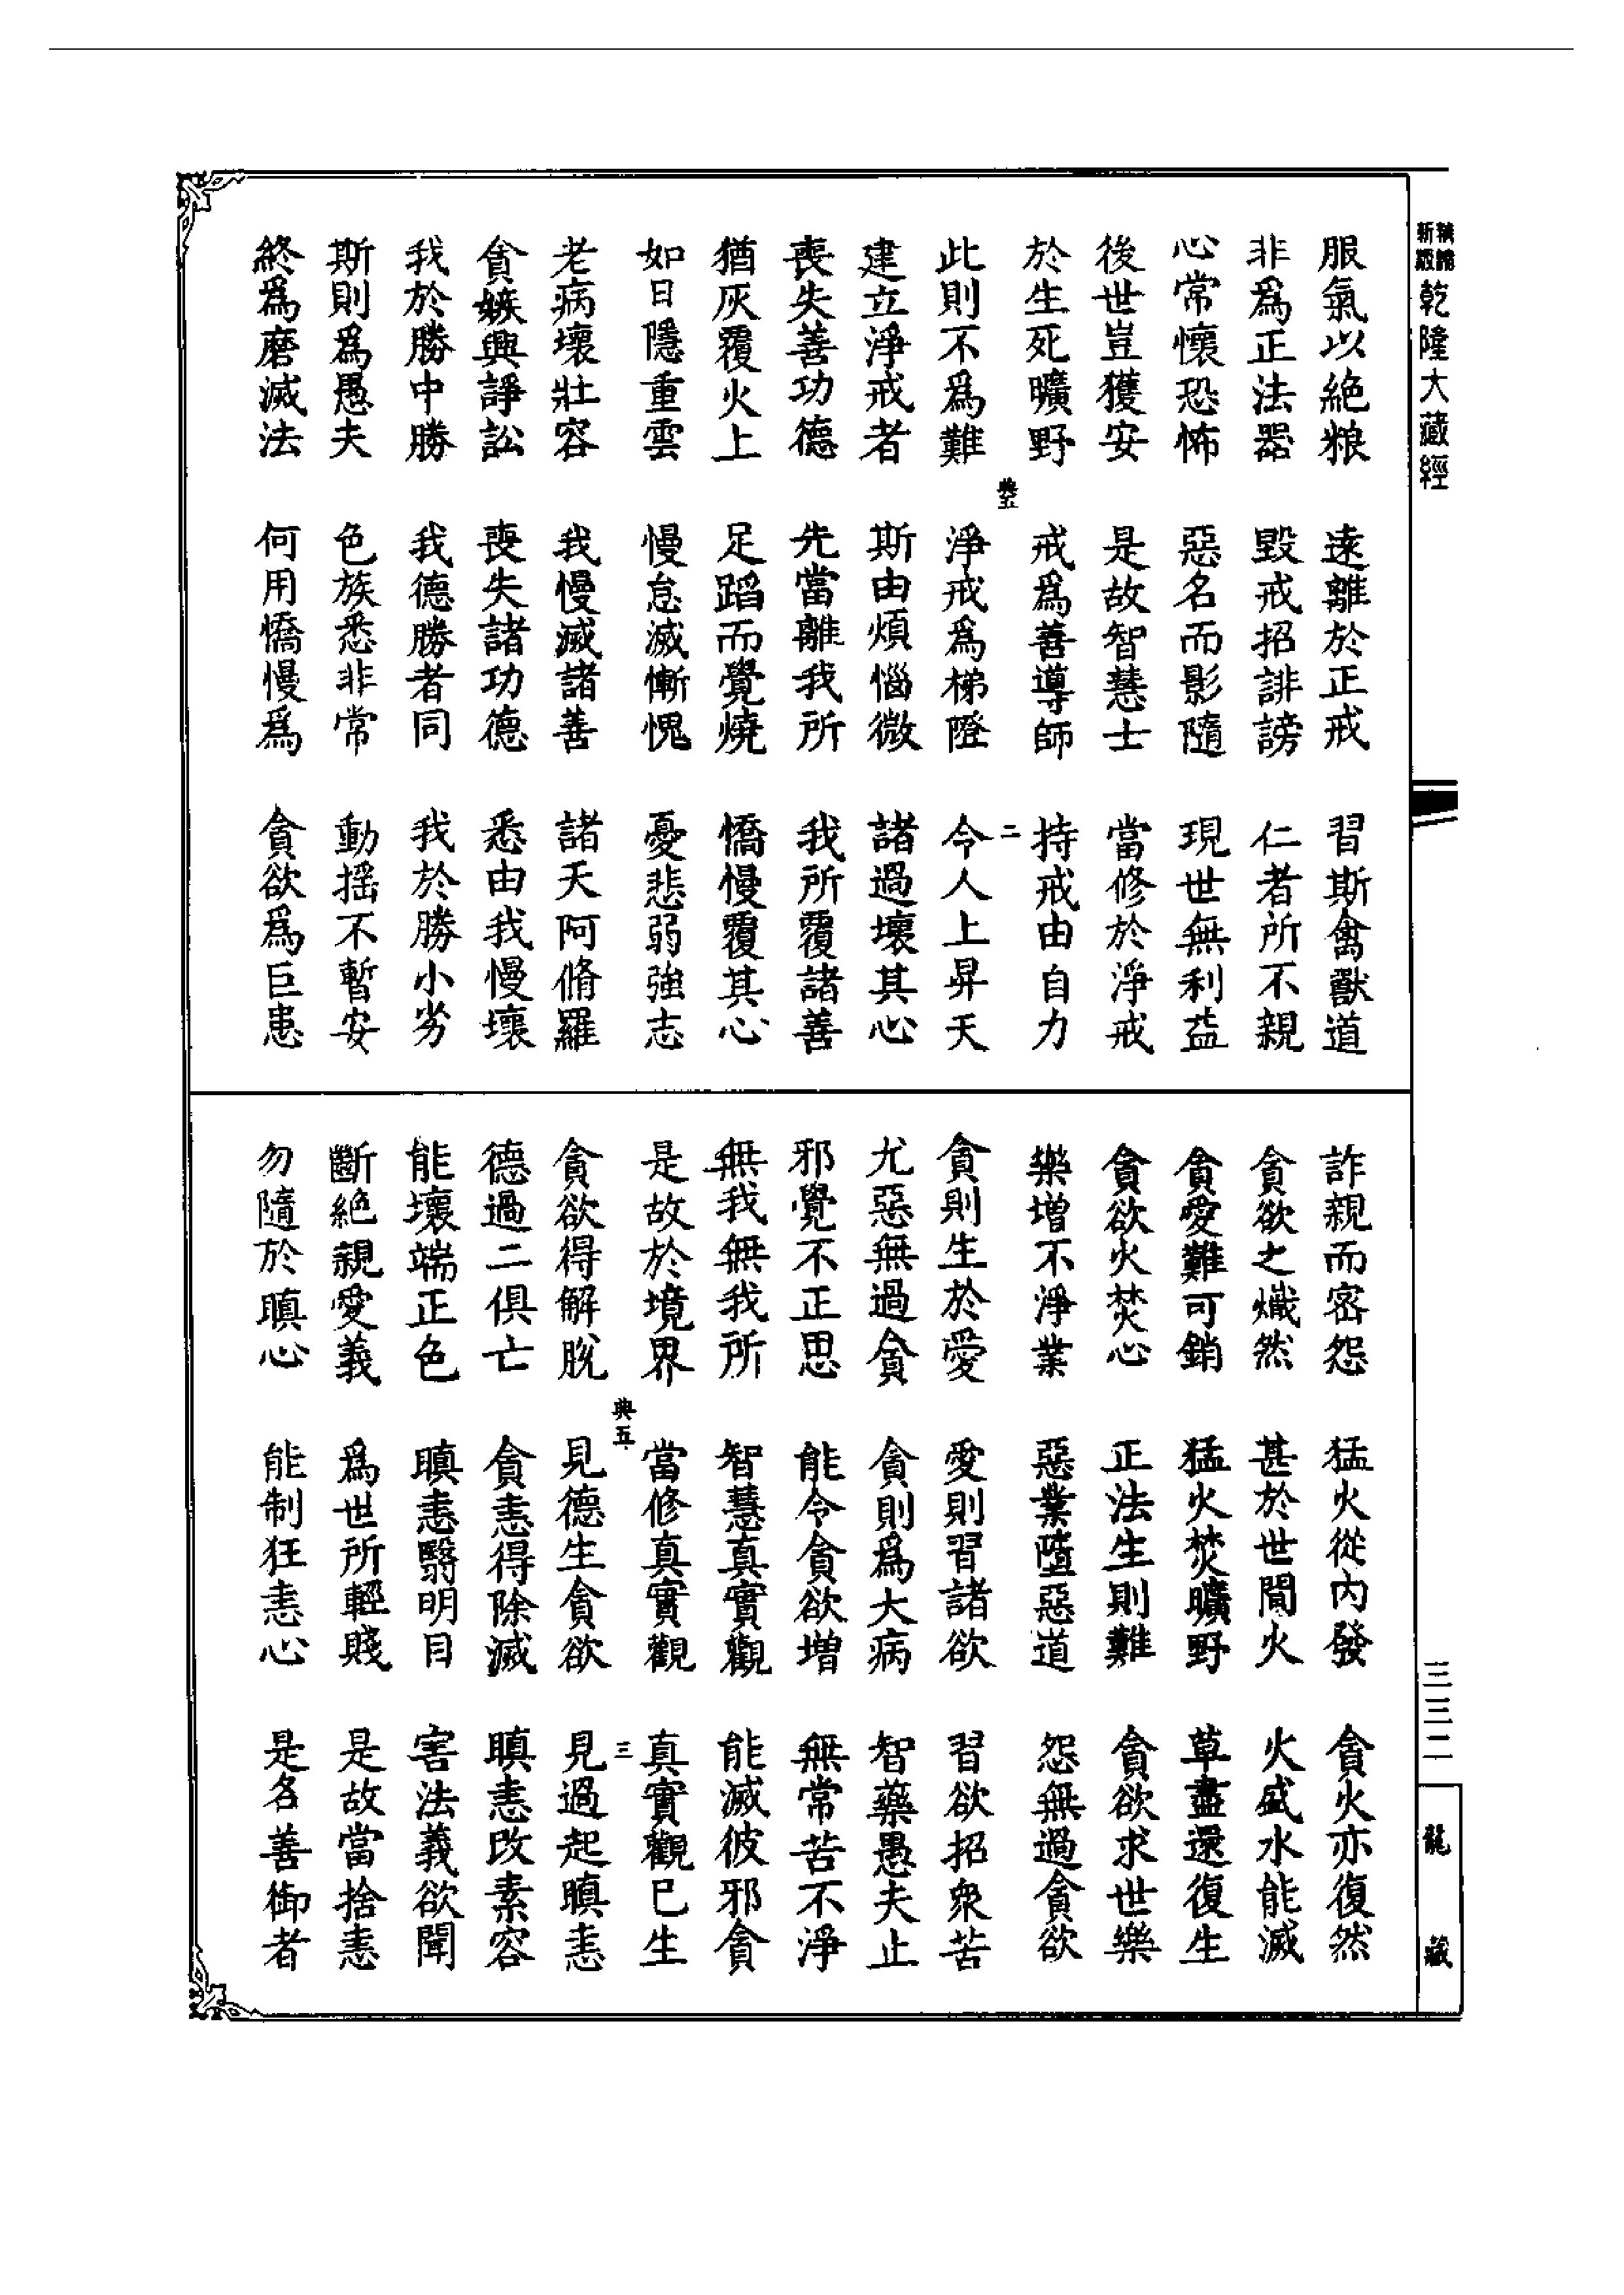 新版精譯乾隆大藏經
服氣以絶粮 遠離於正戒 習斯禽獸道
非為正法器 毀戒招誹謗 仁者所不親
心常懷恐怖 惡名而影隨 現世無利益
後世豈獲安 是故智慧士 當修於淨戒
於生死曠野 戒為善導師 持戒由自力
典五 二
此則不為難 淨戒為梯隥 令人上昇天
建立淨戒者 斯由煩惱微 諸過壞其心
喪失善功德 先當離我所 我所覆諸善
猶灰覆火上 足蹈而覺燒 憍慢覆其心
如日隱重雲 慢怠滅慚愧 憂悲弱強志
老病壞壯容 我慢滅諸善 諸天阿脩羅
貪嫉興諍訟 喪失諸功德 悉由我慢壞
我於勝中勝 我德勝者同 我於勝小劣
斯則為愚夫 色族悉非常 動搖不暫安
終為磨滅法 何用憍慢為 貪欲為巨患
詐親而密怨 猛火從内發 貪火亦復然
貪欲之熾然 甚於世間火 火盛水能滅
貪愛難可銷 猛火焚曠野 草盡還復生
貪欲火焚心 正法生則難 貪欲求世樂
樂增不淨業 惡業墮惡道 怨無過貪欲
貪則生於愛 愛則習諸欲 習欲招衆苦
尤惡無過貪 貪則為大病 智藥愚夫止
邪覺不正思 能令貪欲增 無常苦不淨
無我無我所 智慧真實觀 能滅彼邪貪
是故於境界 當修真實觀 真實觀已生
典五 三
貪欲得解脫 見德生貪欲 見過起瞋恚
德過二俱亡 貪恚得除滅 瞋恚改素容
能壞端正色 瞋恚翳明目 害法義欲聞
斷絶親愛義 為世所輕賤 是故當捨恚
勿隨於瞋心 能制狂恚心 是名善御者
三三二
龍藏